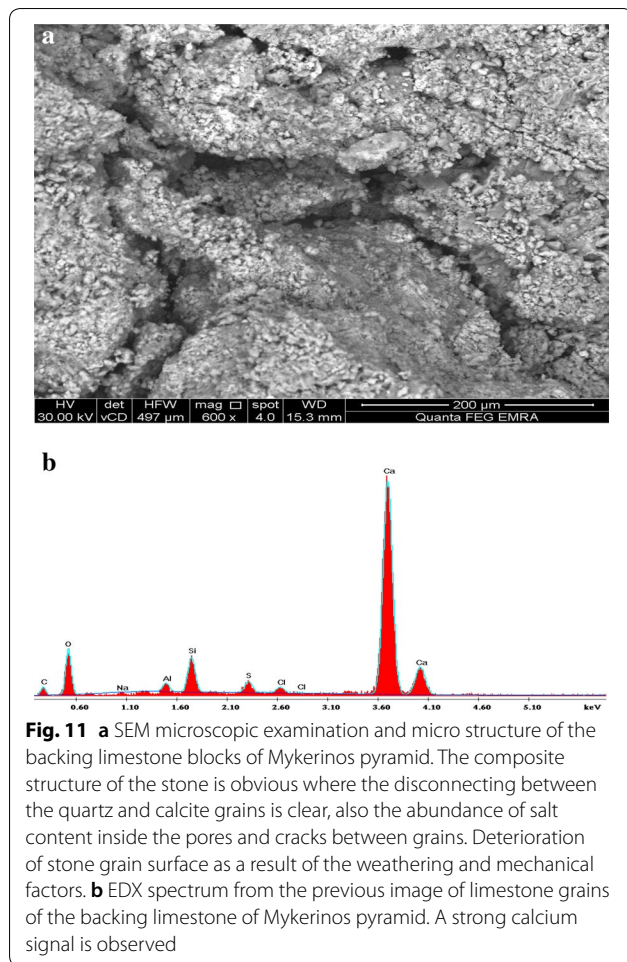 a
HV det HFW mag spot WD 200 µm
30.00 kV vCD 497 µm 600 x 4.0 15.3 mm Quanta FEG EMRA
b
Ca
O
Si
Ca
C Na Al S Cl Cl
0.60 1.10 1.60 2.10 2.60 3.10 3.60 4.10 4.60 5.10 keV
Fig. 11 a SEM microscopic examination and micro structure of the
backing limestone blocks of Mykerinos pyramid. The composite
structure of the stone is obvious where the disconnecting between
the quartz and calcite grains is clear, also the abundance of salt
content inside the pores and cracks between grains. Deterioration
of stone grain surface as a result of the weathering and mechanical
factors. b EDX spectrum from the previous image of limestone grains
of the backing limestone of Mykerinos pyramid. A strong calcium
signal is observed